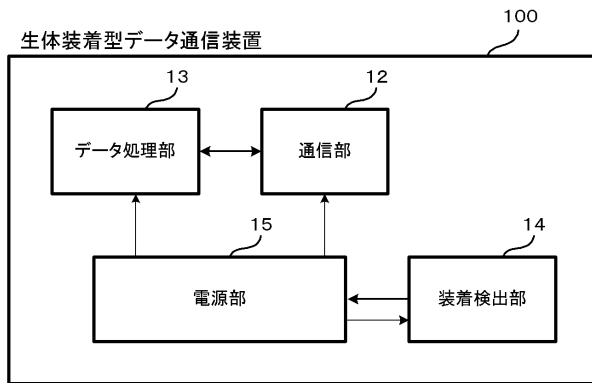 100
生体装着型データ通信装置
13
12
データ処理部
通信部
15
14
電源部
装着検出部